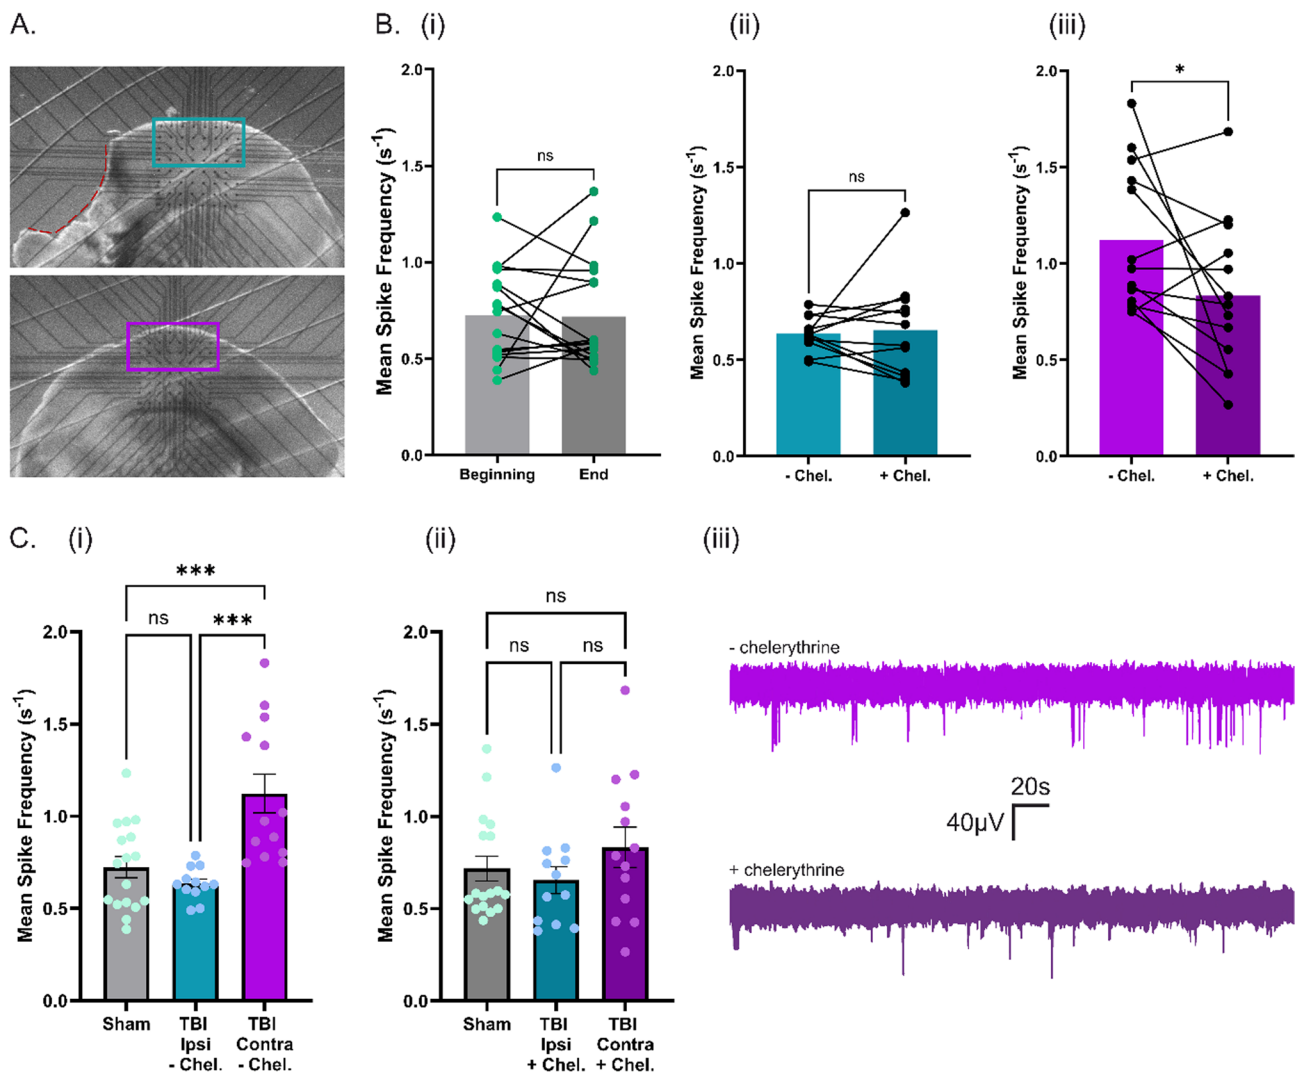 A.
B. (i)
(ii)
(iii)
Mean Spike Frequency (s-1)
2.0
1.5
1.0
0.5
0.0
ns
Beginning
End
Mean Spike Frequency (s-1)
2.0
1.5
1.0
0.5
0.0
ns
- Chel.
+ Chel.
Mean Spike Frequency (s-1)
2.0
1.5
1.0
0.5
0.0
*
- Chel.
+ Chel.
C. (i)
(ii)
(iii)
Mean Spike Frequency (s-1)
2.0
1.5
1.0
0.5
0.0
***
ns
***
Sham
TBI
Ipsi
- Chel.
TBI
Contra
- Chel.
Mean Spike Frequency (s-1)
2.0
1.5
1.0
0.5
0.0
ns
ns
ns
Sham
TBI
Ipsi
+ Chel.
TBI
Contra
+ Chel.
- chelerythrine
20s
40µV
+ chelerythrine